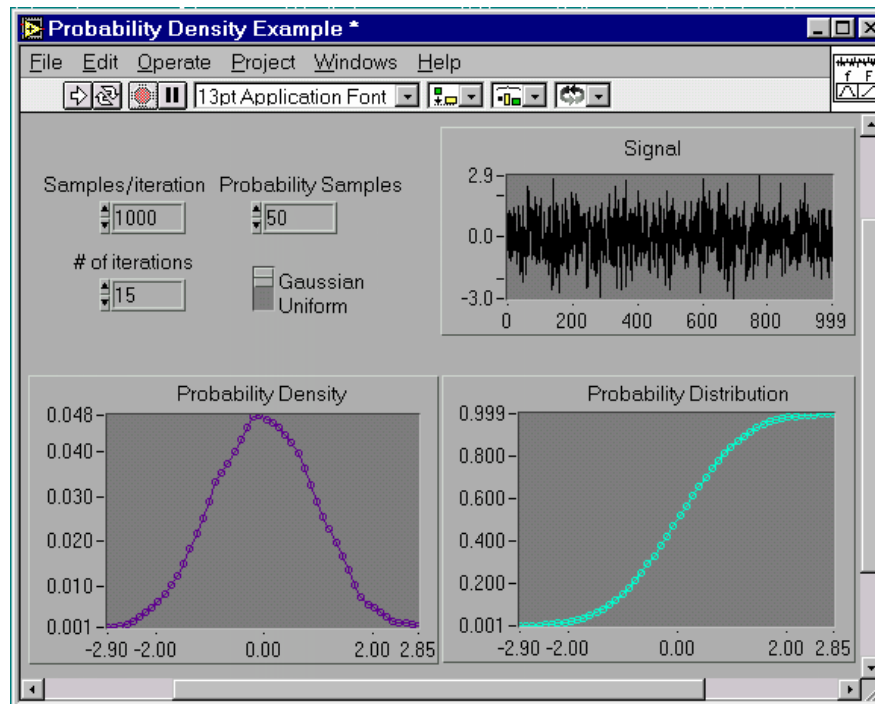 Probability Density Example *
File Edit Operate Project Windows Help
13pt Application Font
f F
Samples/iteration Probability Samples
1000 50
# of iterations
15
Gaussian
Uniform
Signal
2.9
0.0
-3.0
0 200 400 600 800 999
Probability Density
0.048
0.040
0.030
0.020
0.010
0.001
-2.90 -2.00 0.00 2.00 2.85
Probability Distribution
0.999
0.800
0.600
0.400
0.200
0.001
-2.90 -2.00 0.00 2.00 2.85